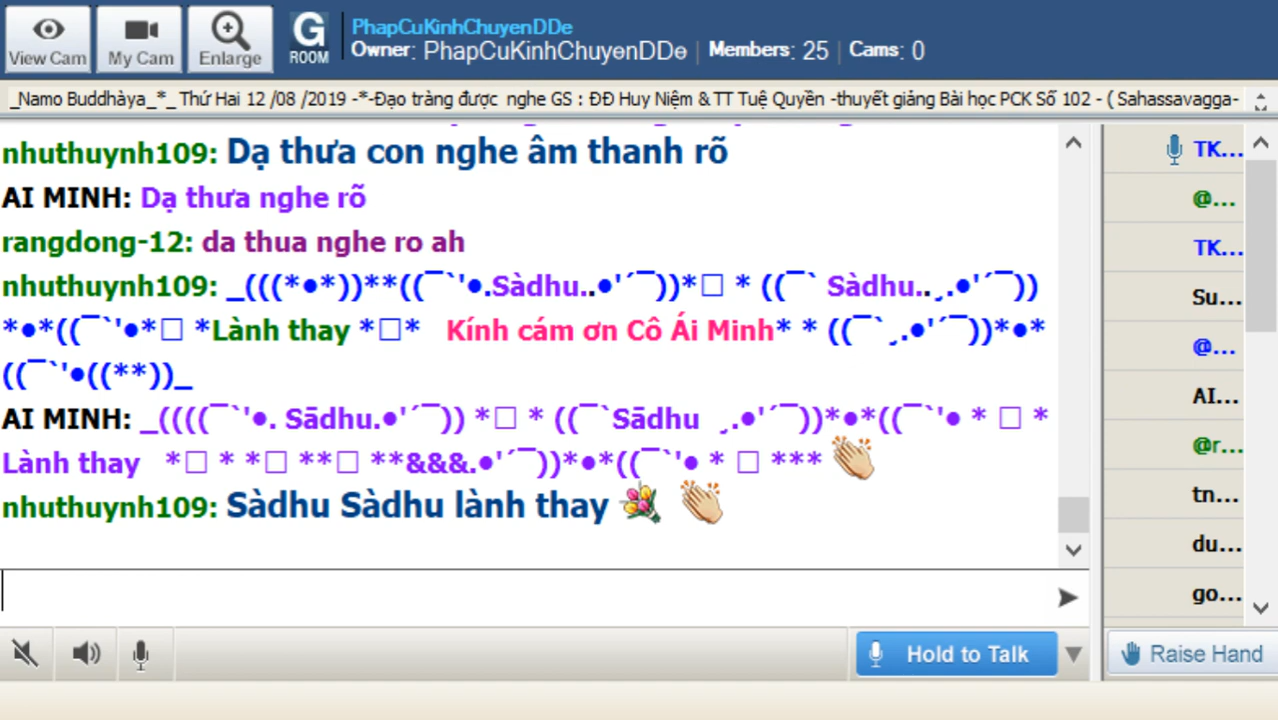 PhapCuKinhChuyenDDe
View Cam My Cam Enlarge G ROOM Owner: PhapCuKinhChuyenDDe | Members: 25 | Cams: 0
_Namo Buddhàya_*_ Thứ Hai 12 /08 /2019 -*-Đạo tràng được nghe GS : ĐĐ Huy Niệm & TT Tuệ Quyền -thuyết giảng Bài học PCK Số 102 - ( Sahassavagga-
nhuthuynh109: Dạ thưa con nghe âm thanh rõ
AI MINH: Dạ thưa nghe rõ
rangdong-12: da thua nghe ro ah
nhuthuynh109: _(((*●*))**((¯`'●.Sàdhu..●'´¯))*□ * ((¯` Sàdhu..¸.●'´¯))
*●*((¯`'●*□ *Lành thay *□* Kính cám ơn Cô Ái Minh* * ((¯`¸.●'´¯))*●*
((¯`'●((**))_
AI MINH: _((((¯`'●. Sādhu.●'´¯)) *□ * ((¯`Sādhu ¸.●'´¯))*●*((¯`'● * □ *
Lành thay *□ * *□ **□ **&&&.●'´¯))*●*((¯`'● * □ ***
nhuthuynh109: Sàdhu Sàdhu lành thay
TK...
@...
TK...
Su...
@...
AI...
@r...
tn...
du...
go...
Hold to Talk
Raise Hand